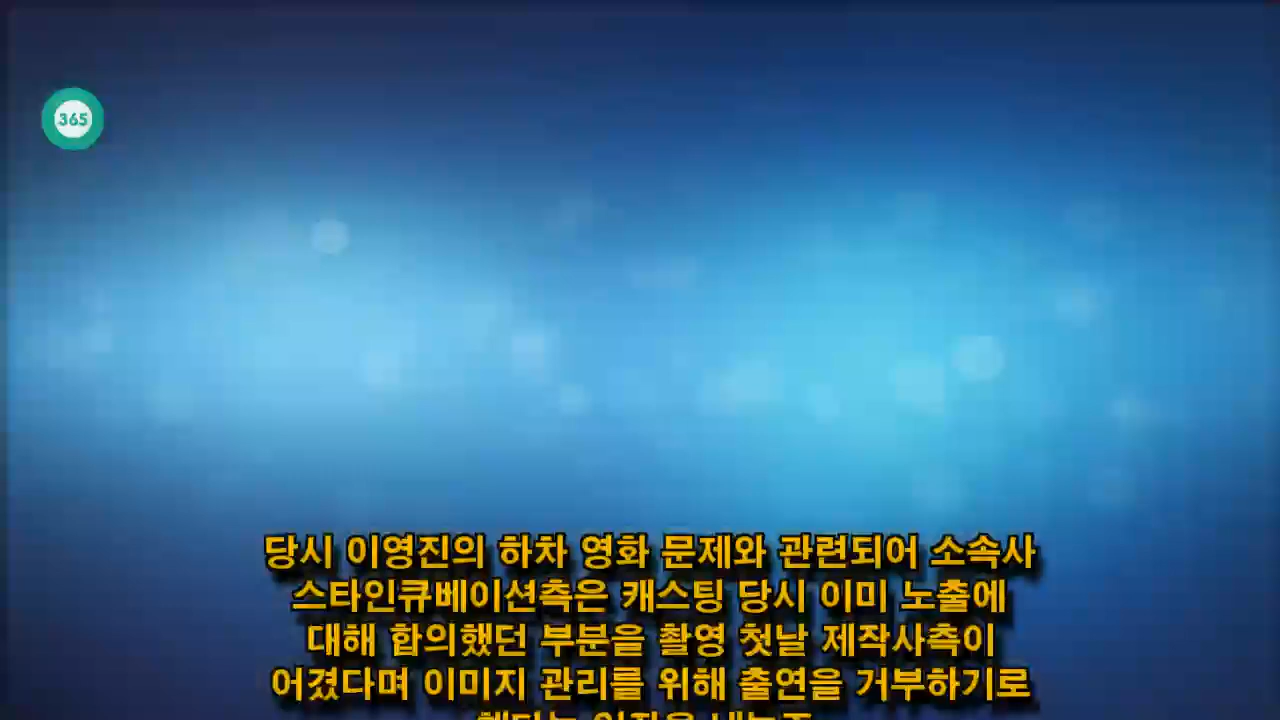 365
당시 이영진의 하차 영화 문제와 관련되어 소속사
스타인큐베이션측은 캐스팅 당시 이미 노출에
대해 합의했던 부분을 촬영 첫날 제작사측이
어겼다며 이미지 관리를 위해 출연을 거부하기로